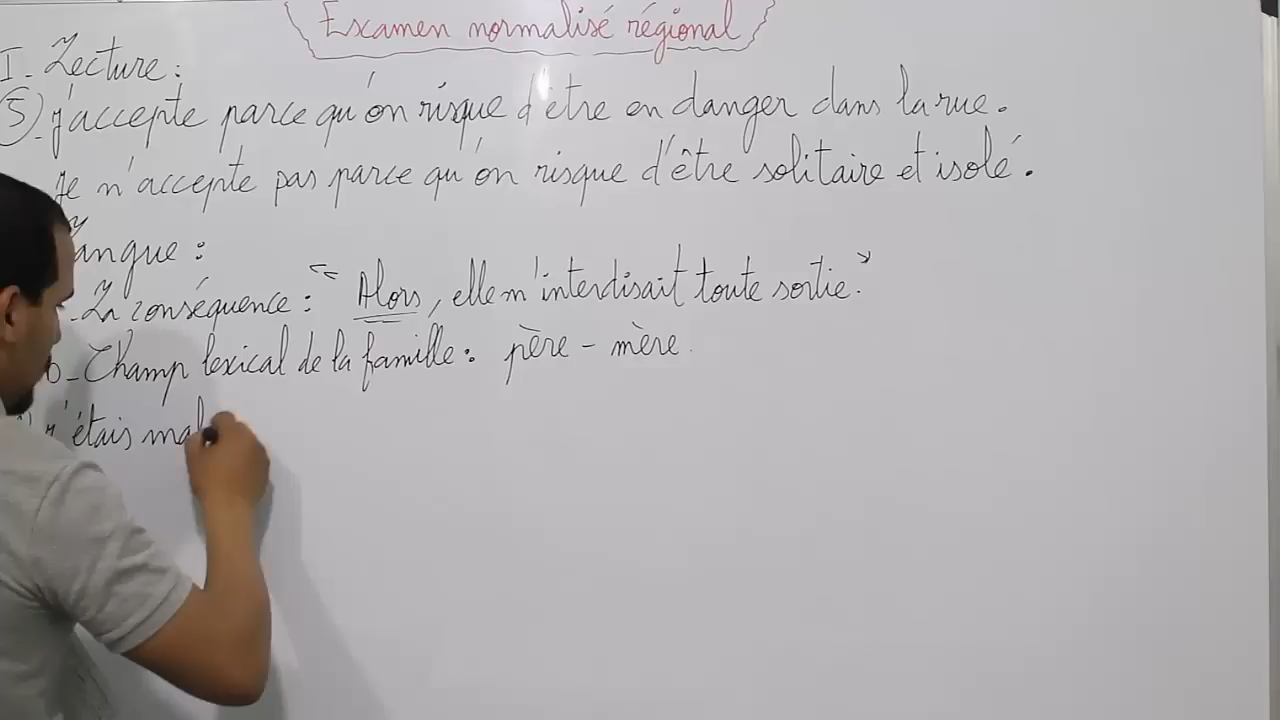 Examen normalisé régional
I - Lecture :
5) - j'accepte parce qu'on risque d'être en danger dans la rue.
Je n'accepte pas parce qu'on risque d'être solitaire et isolé.
La conséquence : " Alors, elle m'interdisait toute sortie. "
Champ lexical de la famille : père - mère.
j'étais